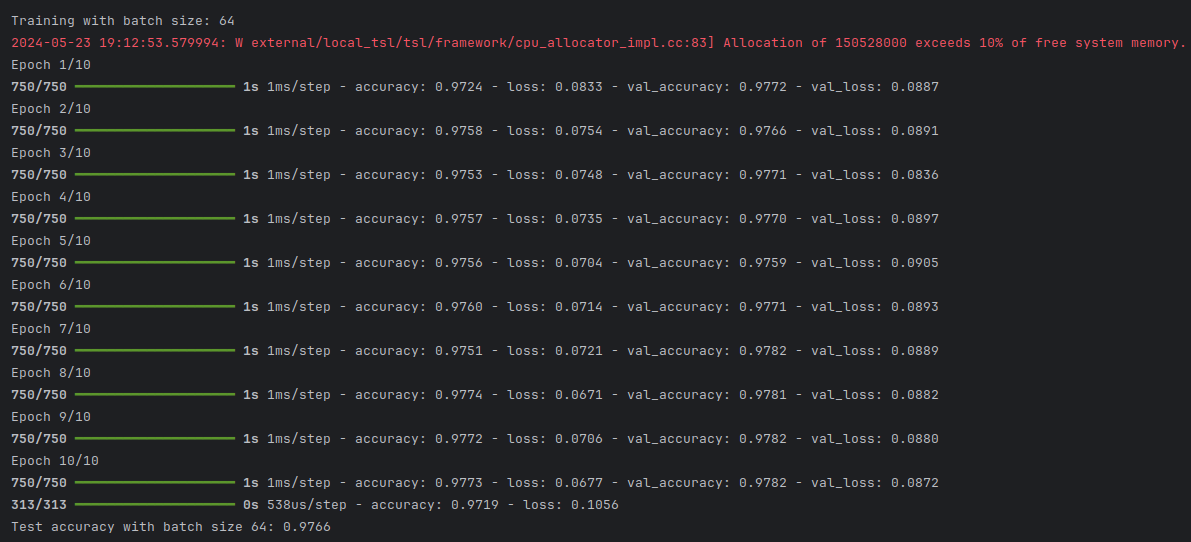 Training with batch size: 64
2024-05-23 19:12:53.579994: W external/local_tsl/tsl/framework/cpu_allocator_impl.cc:83] Allocation of 150528000 exceeds 10% of free system memory.
Epoch 1/10
750/750 ━━━━━━━━━━━━━━━━━━━━ 1s 1ms/step - accuracy: 0.9724 - loss: 0.0833 - val_accuracy: 0.9772 - val_loss: 0.0887
Epoch 2/10
750/750 ━━━━━━━━━━━━━━━━━━━━ 1s 1ms/step - accuracy: 0.9758 - loss: 0.0754 - val_accuracy: 0.9766 - val_loss: 0.0891
Epoch 3/10
750/750 ━━━━━━━━━━━━━━━━━━━━ 1s 1ms/step - accuracy: 0.9753 - loss: 0.0748 - val_accuracy: 0.9771 - val_loss: 0.0836
Epoch 4/10
750/750 ━━━━━━━━━━━━━━━━━━━━ 1s 1ms/step - accuracy: 0.9757 - loss: 0.0735 - val_accuracy: 0.9770 - val_loss: 0.0897
Epoch 5/10
750/750 ━━━━━━━━━━━━━━━━━━━━ 1s 1ms/step - accuracy: 0.9756 - loss: 0.0704 - val_accuracy: 0.9759 - val_loss: 0.0905
Epoch 6/10
750/750 ━━━━━━━━━━━━━━━━━━━━ 1s 1ms/step - accuracy: 0.9760 - loss: 0.0714 - val_accuracy: 0.9771 - val_loss: 0.0893
Epoch 7/10
750/750 ━━━━━━━━━━━━━━━━━━━━ 1s 1ms/step - accuracy: 0.9751 - loss: 0.0721 - val_accuracy: 0.9782 - val_loss: 0.0889
Epoch 8/10
750/750 ━━━━━━━━━━━━━━━━━━━━ 1s 1ms/step - accuracy: 0.9774 - loss: 0.0671 - val_accuracy: 0.9781 - val_loss: 0.0882
Epoch 9/10
750/750 ━━━━━━━━━━━━━━━━━━━━ 1s 1ms/step - accuracy: 0.9772 - loss: 0.0706 - val_accuracy: 0.9782 - val_loss: 0.0880
Epoch 10/10
750/750 ━━━━━━━━━━━━━━━━━━━━ 1s 1ms/step - accuracy: 0.9773 - loss: 0.0677 - val_accuracy: 0.9782 - val_loss: 0.0872
313/313 ━━━━━━━━━━━━━━━━━━━━ 0s 538us/step - accuracy: 0.9719 - loss: 0.1056
Test accuracy with batch size 64: 0.9766